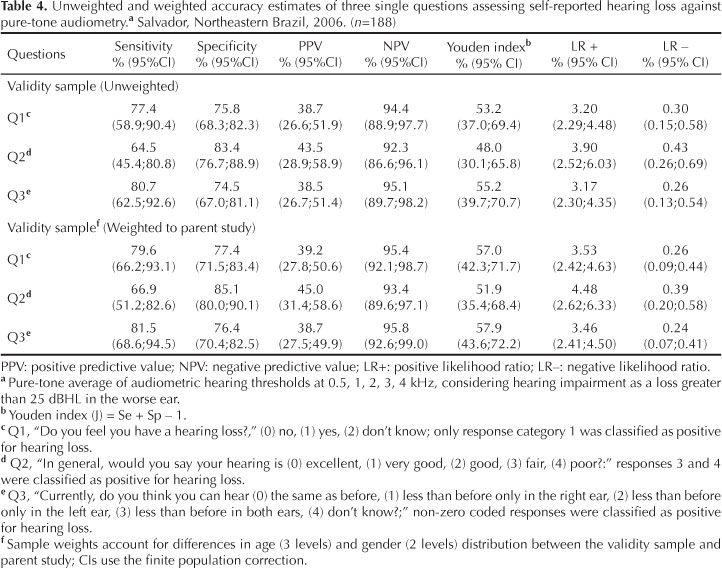 Table 4. Unweighted and weighted accuracy estimates of three single questions assessing self-reported hearing loss against
pure-tone audiometry.a Salvador, Northeastern Brazil, 2006. (n=188)
Questions Sensitivity % (95%CI) Specificity % (95%CI) PPV % (95%CI) NPV % (95%CI) Youden indexb % (95%CI) LR + % (95%CI) LR – % (95%CI)
Validity sample (Unweighted)
Q1c 77.4 75.8 38.7 94.4 53.2 3.20 0.30
(58.9;90.4) (68.3;82.3) (26.6;51.9) (88.9;97.7) (37.0;69.4) (2.29;4.48) (0.15;0.58)
Q2d 64.5 83.4 43.5 92.3 48.0 3.90 0.43
(45.4;80.8) (76.7;88.9) (28.9;58.9) (86.6;96.1) (30.1;65.8) (2.52;6.03) (0.26;0.69)
Q3e 80.7 74.5 38.5 95.1 55.2 3.17 0.26
(62.5;92.6) (67.0;81.1) (26.7;51.4) (89.7;98.2) (39.7;70.7) (2.30;4.35) (0.13;0.54)
Validity samplef (Weighted to parent study)
Q1c 79.6 77.4 39.2 95.4 57.0 3.53 0.26
(66.2;93.1) (71.5;83.4) (27.8;50.6) (92.1;98.7) (42.3;71.7) (2.42;4.63) (0.09;0.44)
Q2d 66.9 85.1 45.0 93.4 51.9 4.48 0.39
(51.2;82.6) (80.0;90.1) (31.4;58.6) (89.6;97.1) (35.4;68.4) (2.62;6.33) (0.20;0.58)
Q3e 81.5 76.4 38.7 95.8 57.9 3.46 0.24
(68.6;94.5) (70.4;82.5) (27.5;49.9) (92.6;99.0) (43.6;72.2) (2.41;4.50) (0.07;0.41)
PPV: positive predictive value; NPV: negative predictive value; LR+: positive likelihood ratio; LR–: negative likelihood ratio.
a Pure-tone average of audiometric hearing thresholds at 0.5, 1, 2, 3, 4 kHz, considering hearing impairment as a loss greater
than 25 dBHL in the worse ear.
b Youden index (J) = Se + Sp – 1.
c Q1, “Do you feel you have a hearing loss?,” (0) no, (1) yes, (2) don’t know; only response category 1 was classified as positive
for hearing loss.
d Q2, “In general, would you say your hearing is (0) excellent, (1) very good, (2) good, (3) fair, (4) poor?:” responses 3 and 4
were classified as positive for hearing loss.
e Q3, “Currently, do you think you can hear (0) the same as before, (1) less than before only in the right ear, (2) less than before
only in the left ear, (3) less than before in both ears, (4) don’t know?;” non-zero coded responses were classified as positive
for hearing loss.
f Sample weights account for differences in age (3 levels) and gender (2 levels) distribution between the validity sample and
parent study; CIs use the finite population correction.